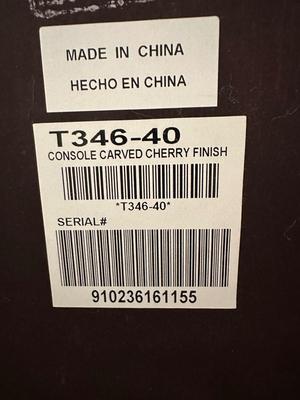 MADE IN CHINA
HECHO EN CHINA
T346-40
CONSOLE CARVED CHERRY FINISH
*T346-40*
SERIAL#
910236161155